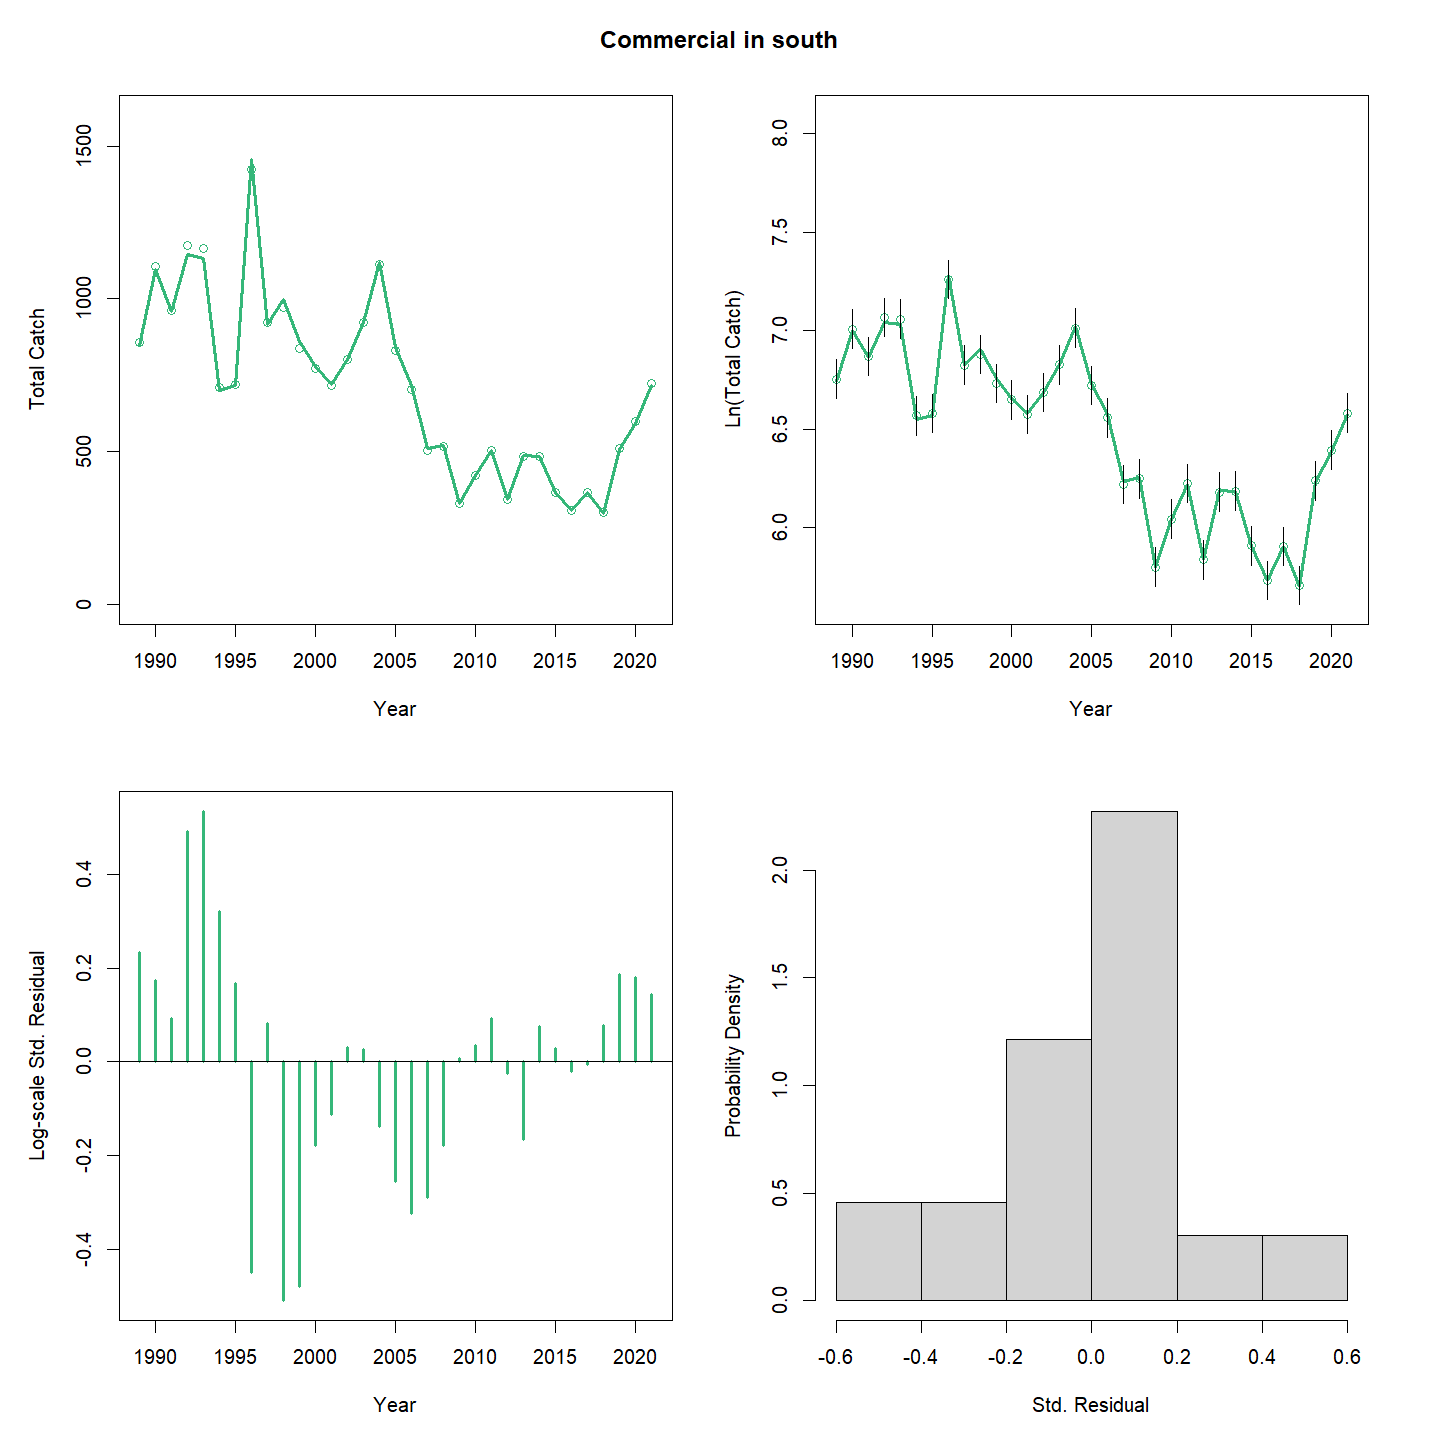 Commercial in south
Total Catch
1500
1000
500
0
1990 1995 2000 2005 2010 2015 2020
Year
Ln(Total Catch)
8.0
7.5
7.0
6.5
6.0
1990 1995 2000 2005 2010 2015 2020
Year
Log-scale Std. Residual
0.4
0.2
0.0
-0.2
-0.4
1990 1995 2000 2005 2010 2015 2020
Year
Probability Density
2.0
1.5
1.0
0.5
0.0
-0.6 -0.4 -0.2 0.0 0.2 0.4 0.6
Std. Residual